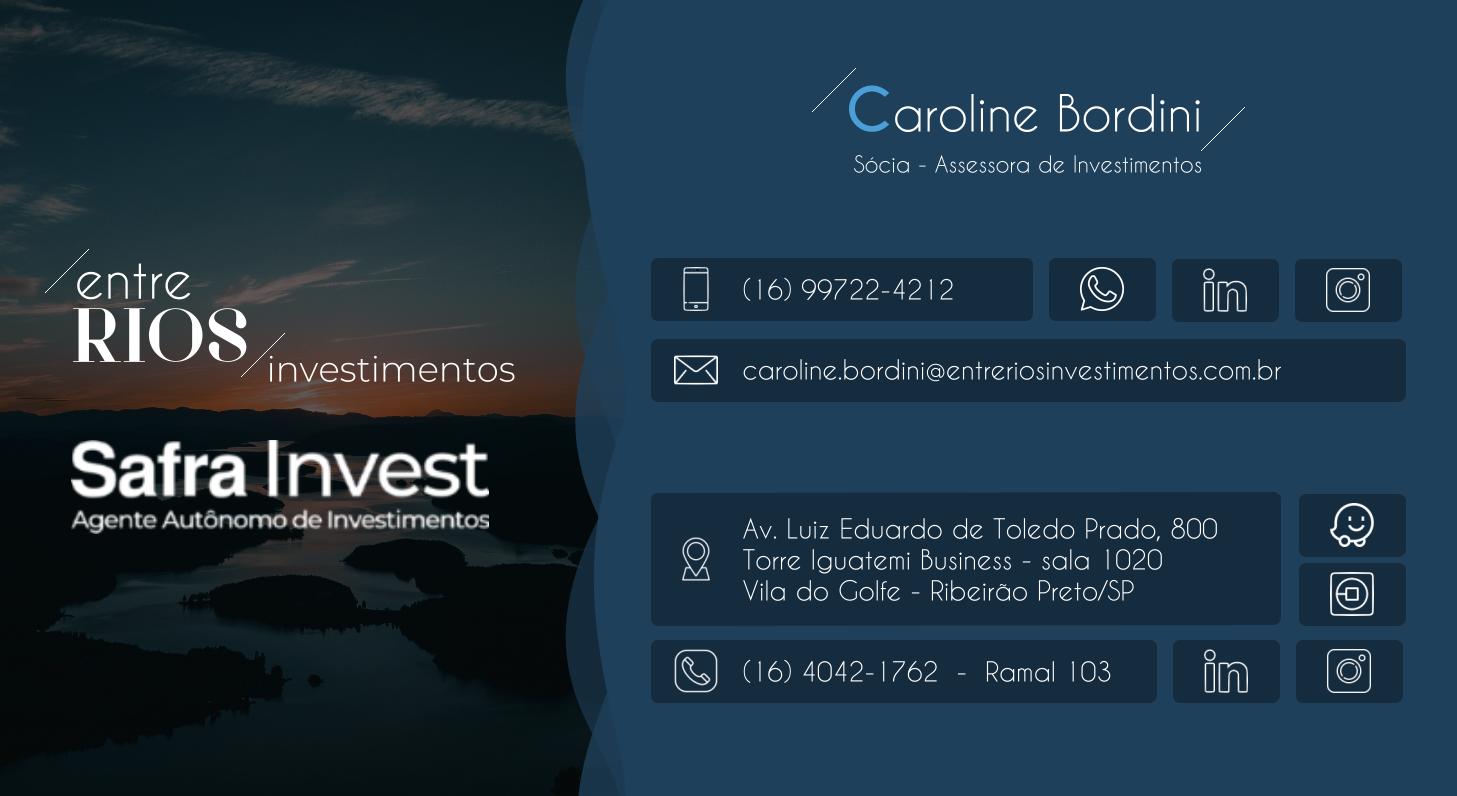 entre
RIOS
investimentos
Safra Invest
Agente Autônomo de Investimentos
Caroline Bordini
Sócia - Assessora de Investimentos
(16) 99722-4212
in
caroline.bordini@entreriosinvestimentos.com.br
Av. Luiz Eduardo de Toledo Prado, 800
Torre Iguatemi Business - sala 1020
Vila do Golfe - Ribeirão Preto/SP
(16) 4042-1762 - Ramal 103
in